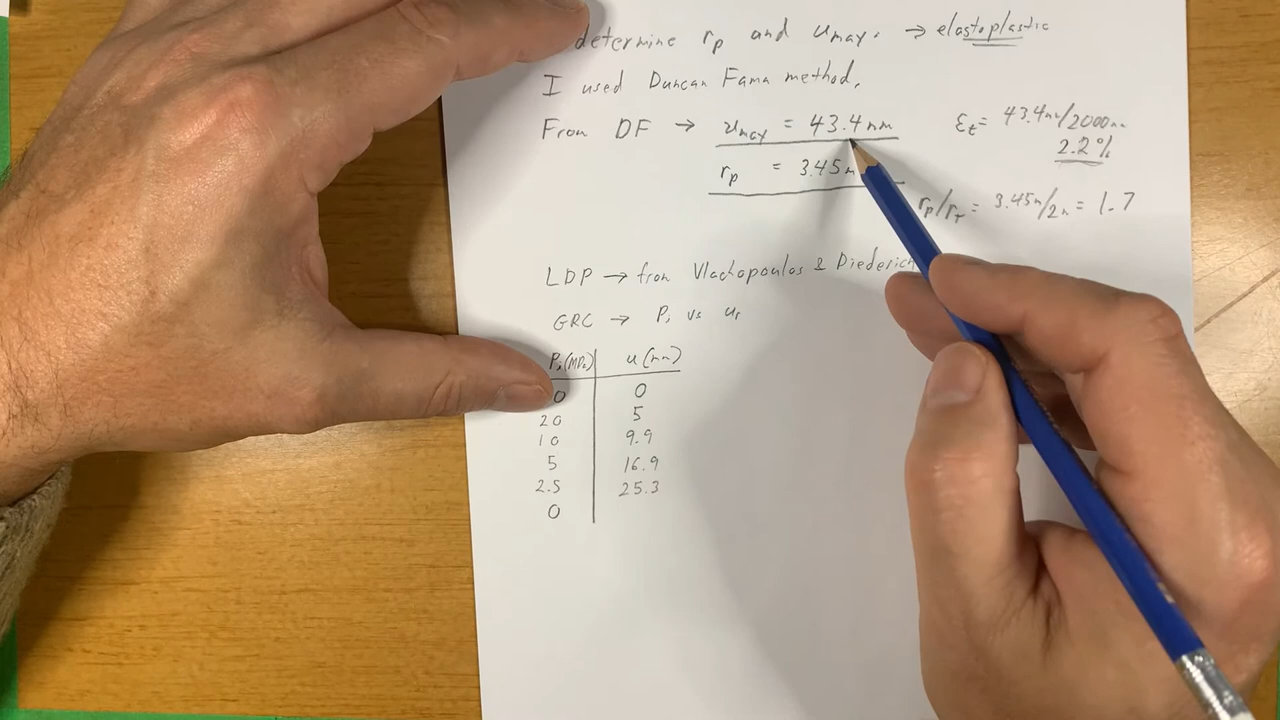 determine rp and umax. → elastoplastic
I used Duncan Fama method.
From DF → umax = 43.4mm
rp = 3.45m
εt = 43.4mm/2000mm
2.2%
rp/rT = 3.45m/2m = 1.7
LDP → from Vlachopoulos & Diederich
GRC → Pi vs ur
Pi(MPa) u(mm)
0 0
20 5
10 9.9
5 16.9
2.5 25.3
0